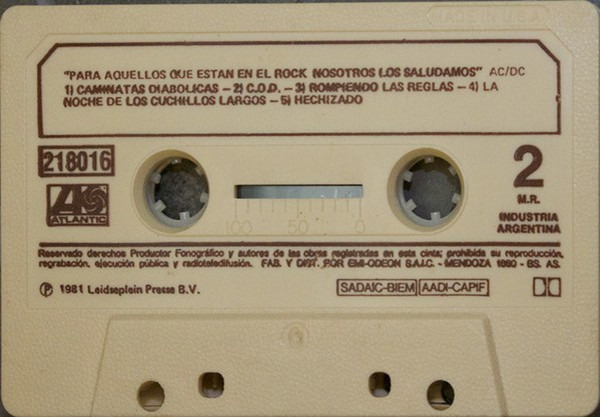 MADE IN U.S.A.
"PARA AQUELLOS QUE ESTAN EN EL ROCK NOSOTROS LOS SALUDAMOS" AC/DC
1) CAMINATAS DIABOLICAS – 2) C.O.D. – 3) ROMPIENDO LAS REGLAS – 4) LA
NOCHE DE LOS CUCHILLOS LARGOS – 5) HECHIZADO
218016
2
M.R.
ATLANTIC
INDUSTRIA
ARGENTINA
100 50 0
Reservado derechos Productor Fonográfico y autores de las obras registradas en esta cinta; prohibida su reproducción,
regrabación, ejecución pública y radioteledifusión. FAB. Y DIST. POR EMI-ODEON S.A.I.C. - MENDOZA 1660 - BS. AS.
Ⓟ 1981 Leidseplein Presse B.V.
SADAIC-BIEM AADI-CAPIF